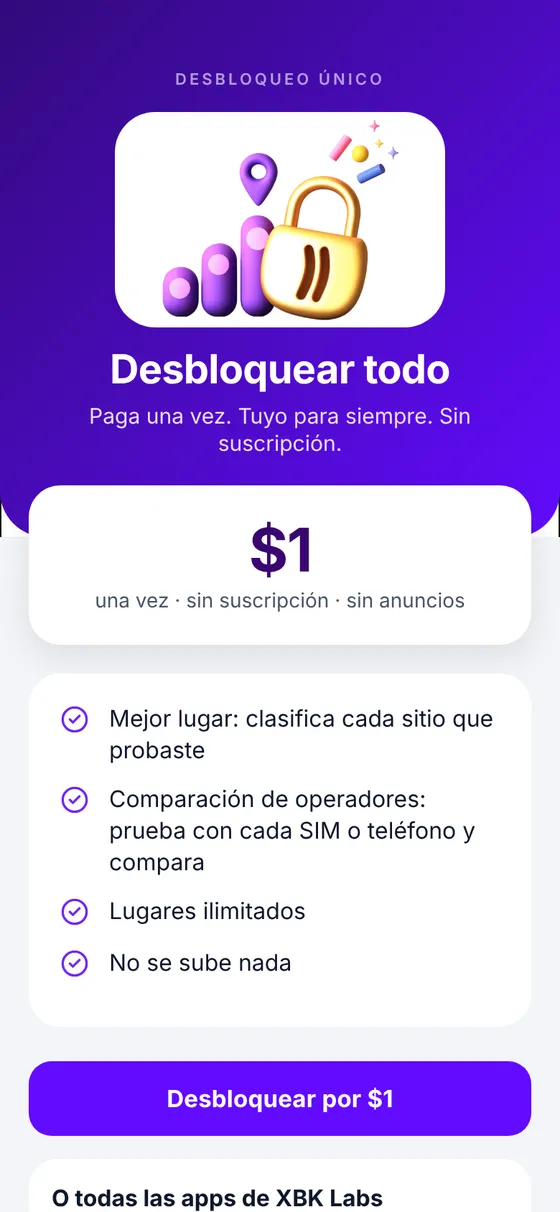 DESBLOQUEO ÚNICO
Desbloquear todo
Paga una vez. Tuyo para siempre. Sin
suscripción.
$1
una vez · sin suscripción · sin anuncios
Mejor lugar: clasifica cada sitio que
probaste
Comparación de operadores:
prueba con cada SIM o teléfono y
compara
Lugares ilimitados
No se sube nada
Desbloquear por $1
O todas las apps de XBK Labs